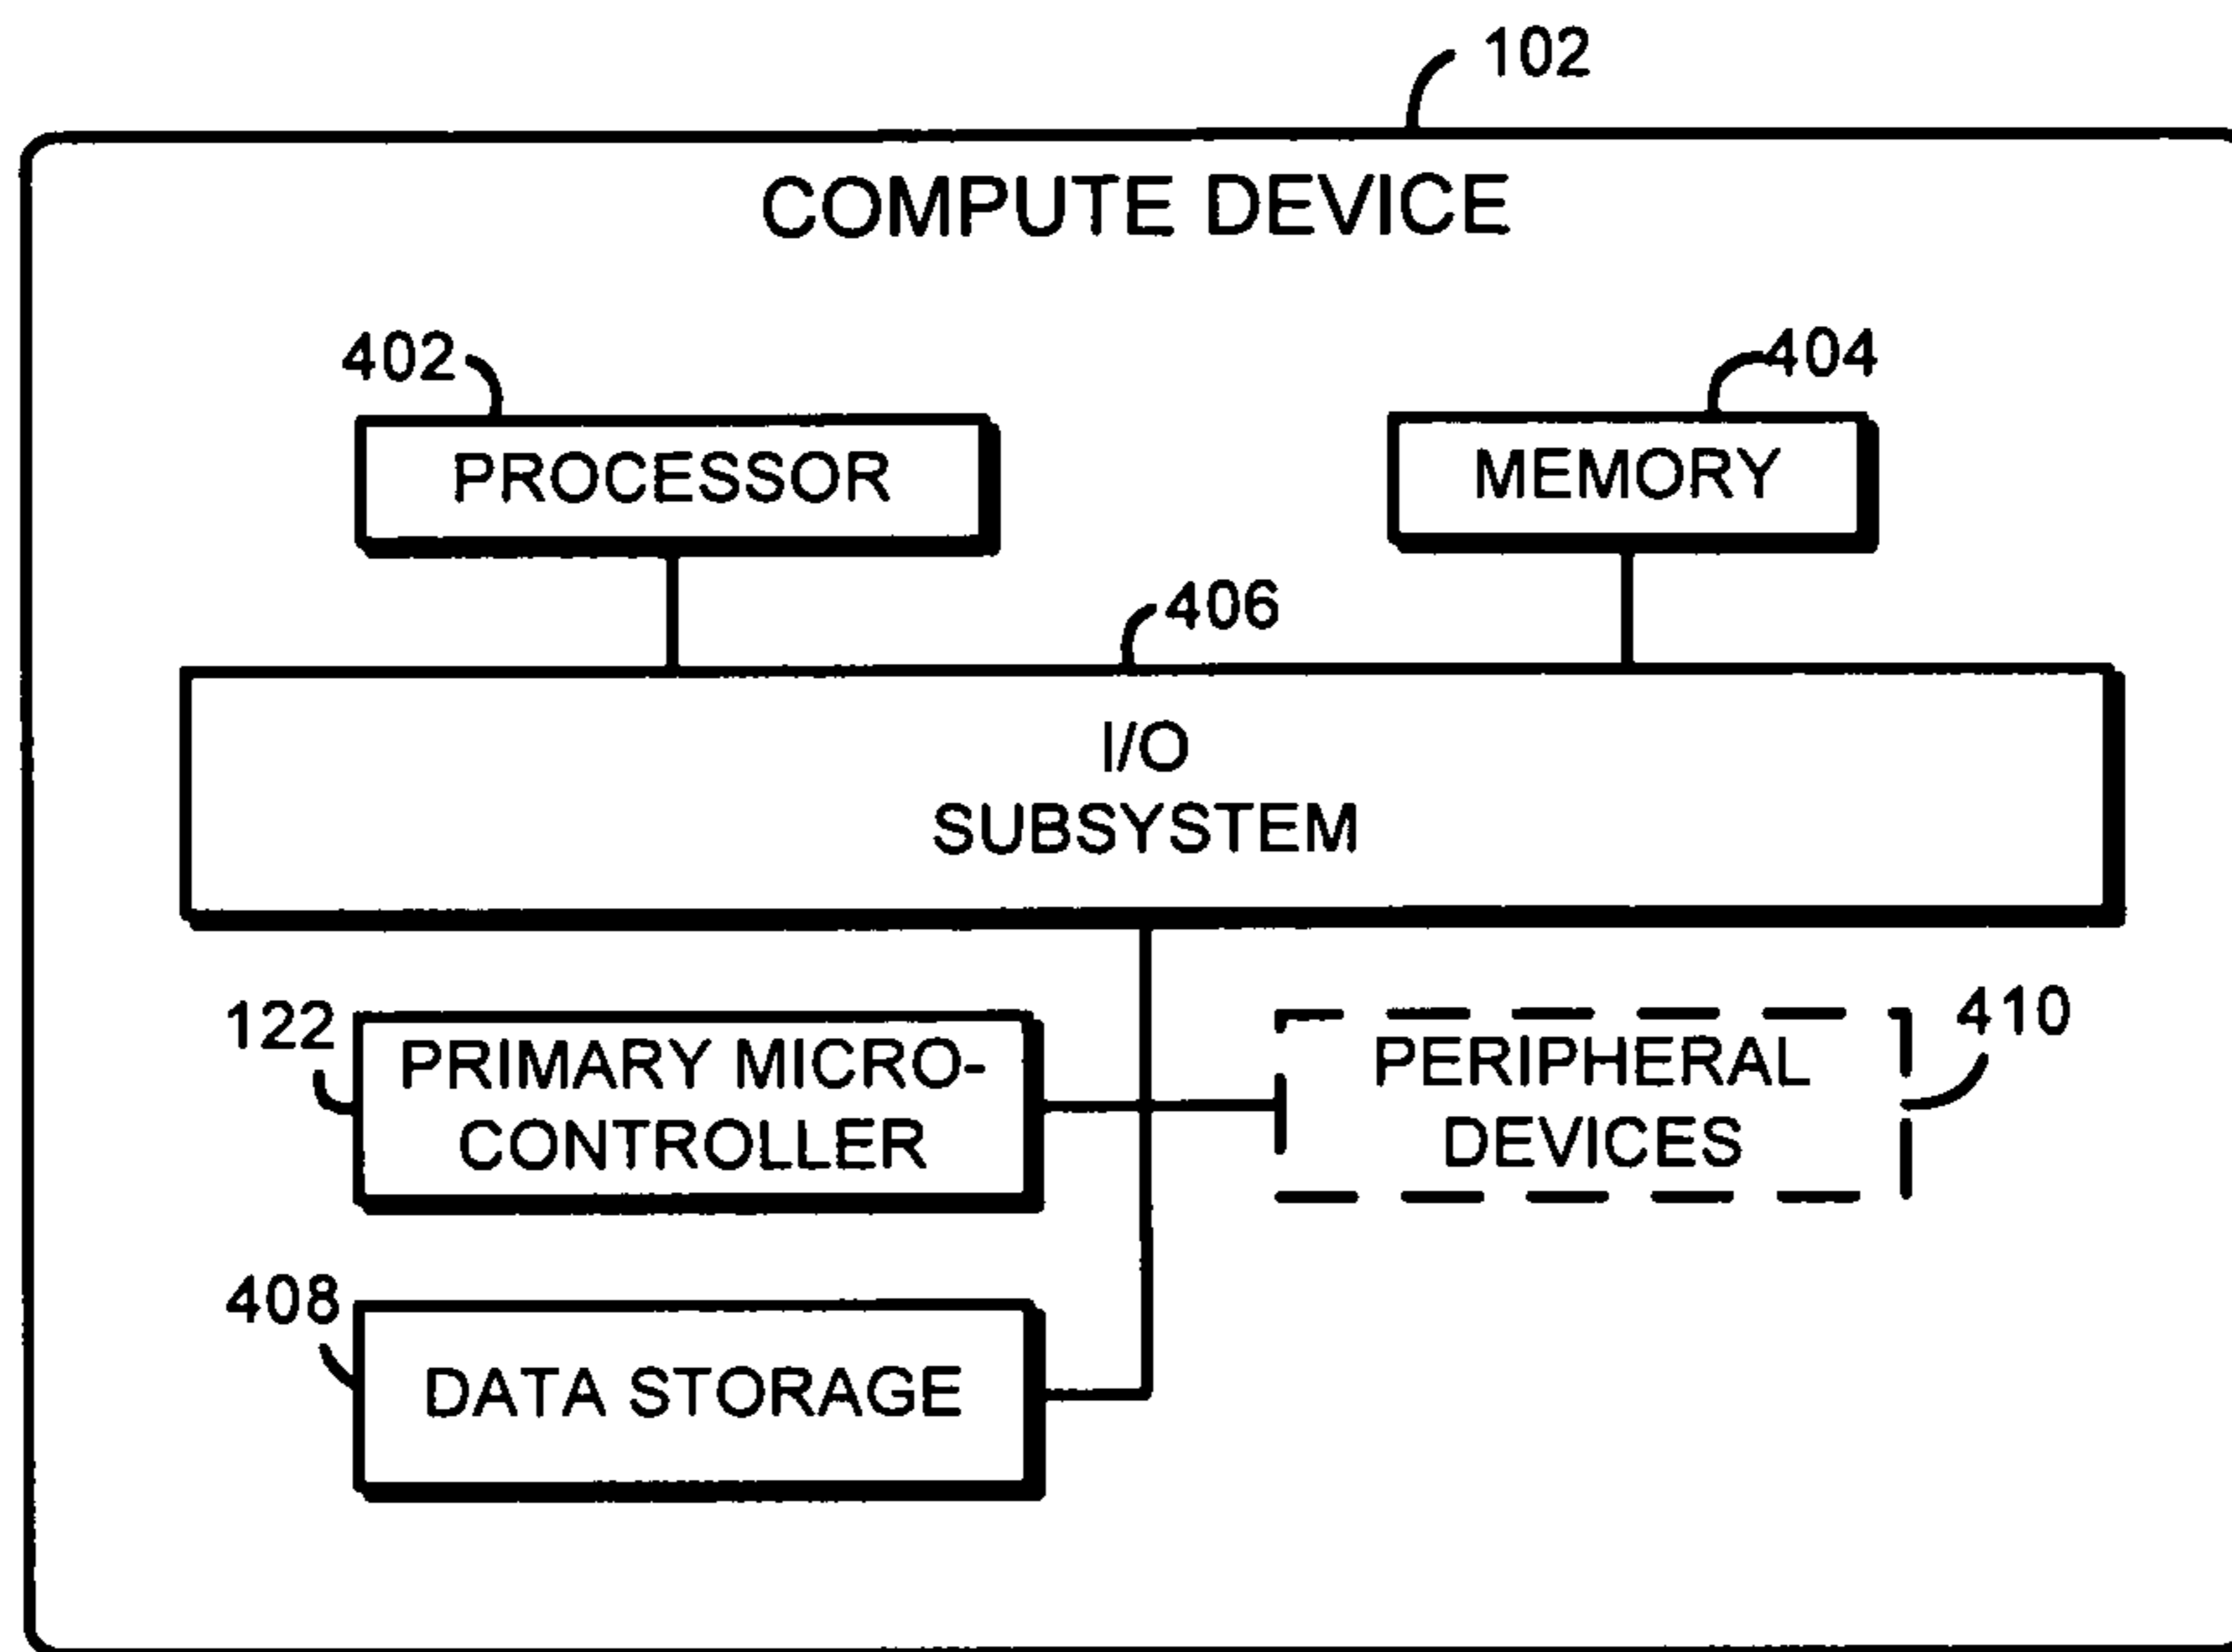 102
COMPUTE DEVICE
402
404
PROCESSOR
MEMORY
406
I/O
SUBSYSTEM
122
PRIMARY MICRO-
CONTROLLER
PERIPHERAL
DEVICES
410
408
DATA STORAGE